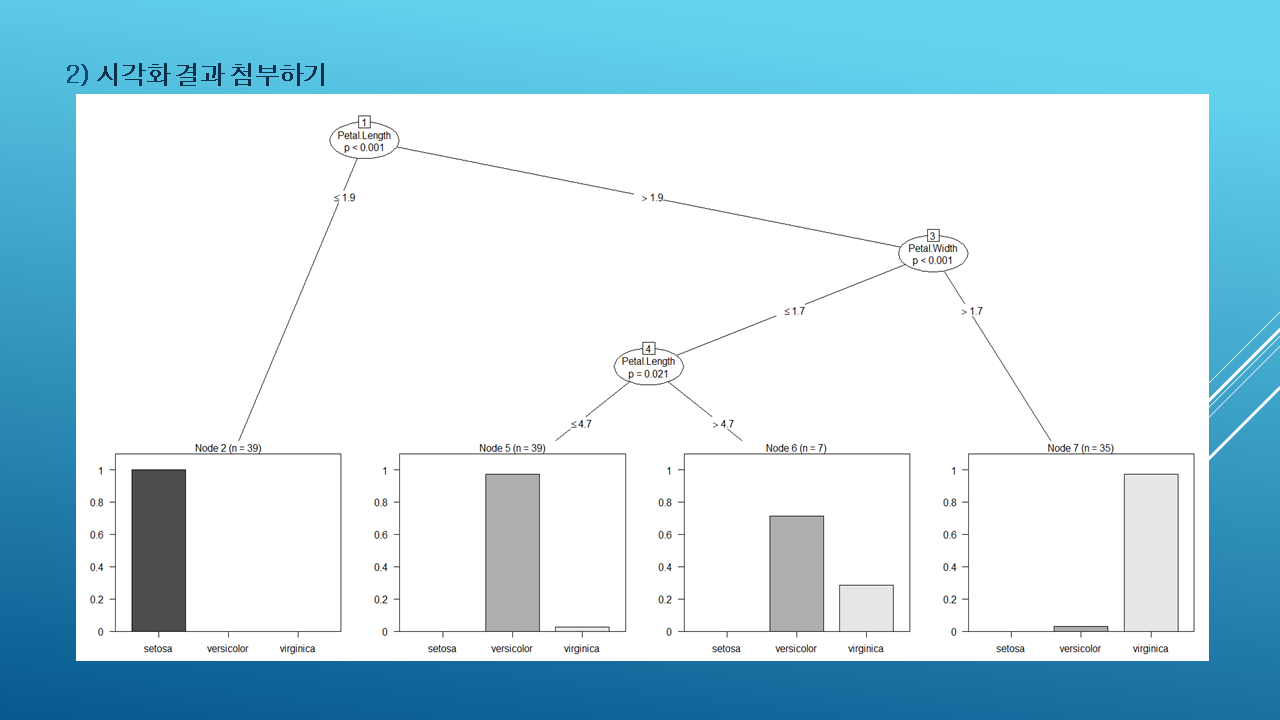 2) 시각화 결과 첨부하기
1
Petal.Length
p < 0.001
≤ 1.9
> 1.9
3
Petal.Width
p < 0.001
≤ 1.7
> 1.7
4
Petal.Length
p = 0.021
≤ 4.7
> 4.7
Node 2 (n = 39)
1
0.8
0.6
0.4
0.2
0
setosa
versicolor
virginica
Node 5 (n = 39)
1
0.8
0.6
0.4
0.2
0
setosa
versicolor
virginica
Node 6 (n = 7)
1
0.8
0.6
0.4
0.2
0
setosa
versicolor
virginica
Node 7 (n = 35)
1
0.8
0.6
0.4
0.2
0
setosa
versicolor
virginica